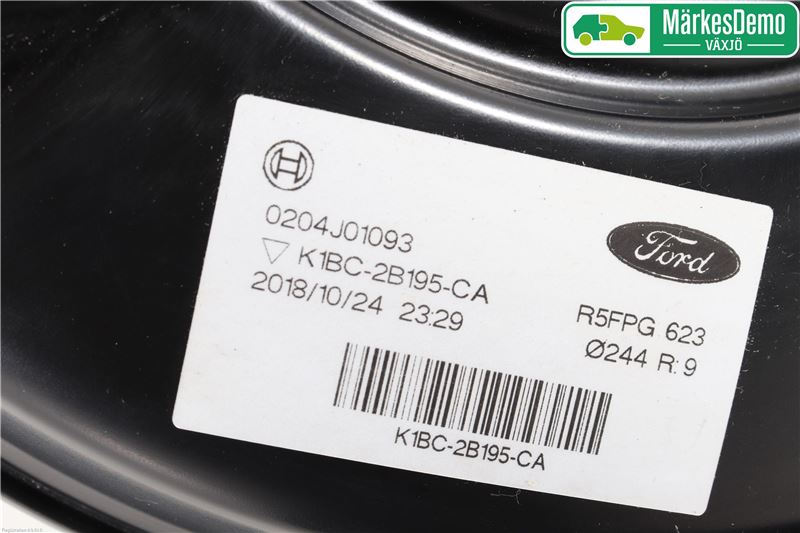 MärkesDemo
VÄXJÖ
0204J01093
K1BC-2B195-CA
2018/10/24 23:29
Ford
R5FPG 623
Ø244 R:9
K1BC-2B195-CA